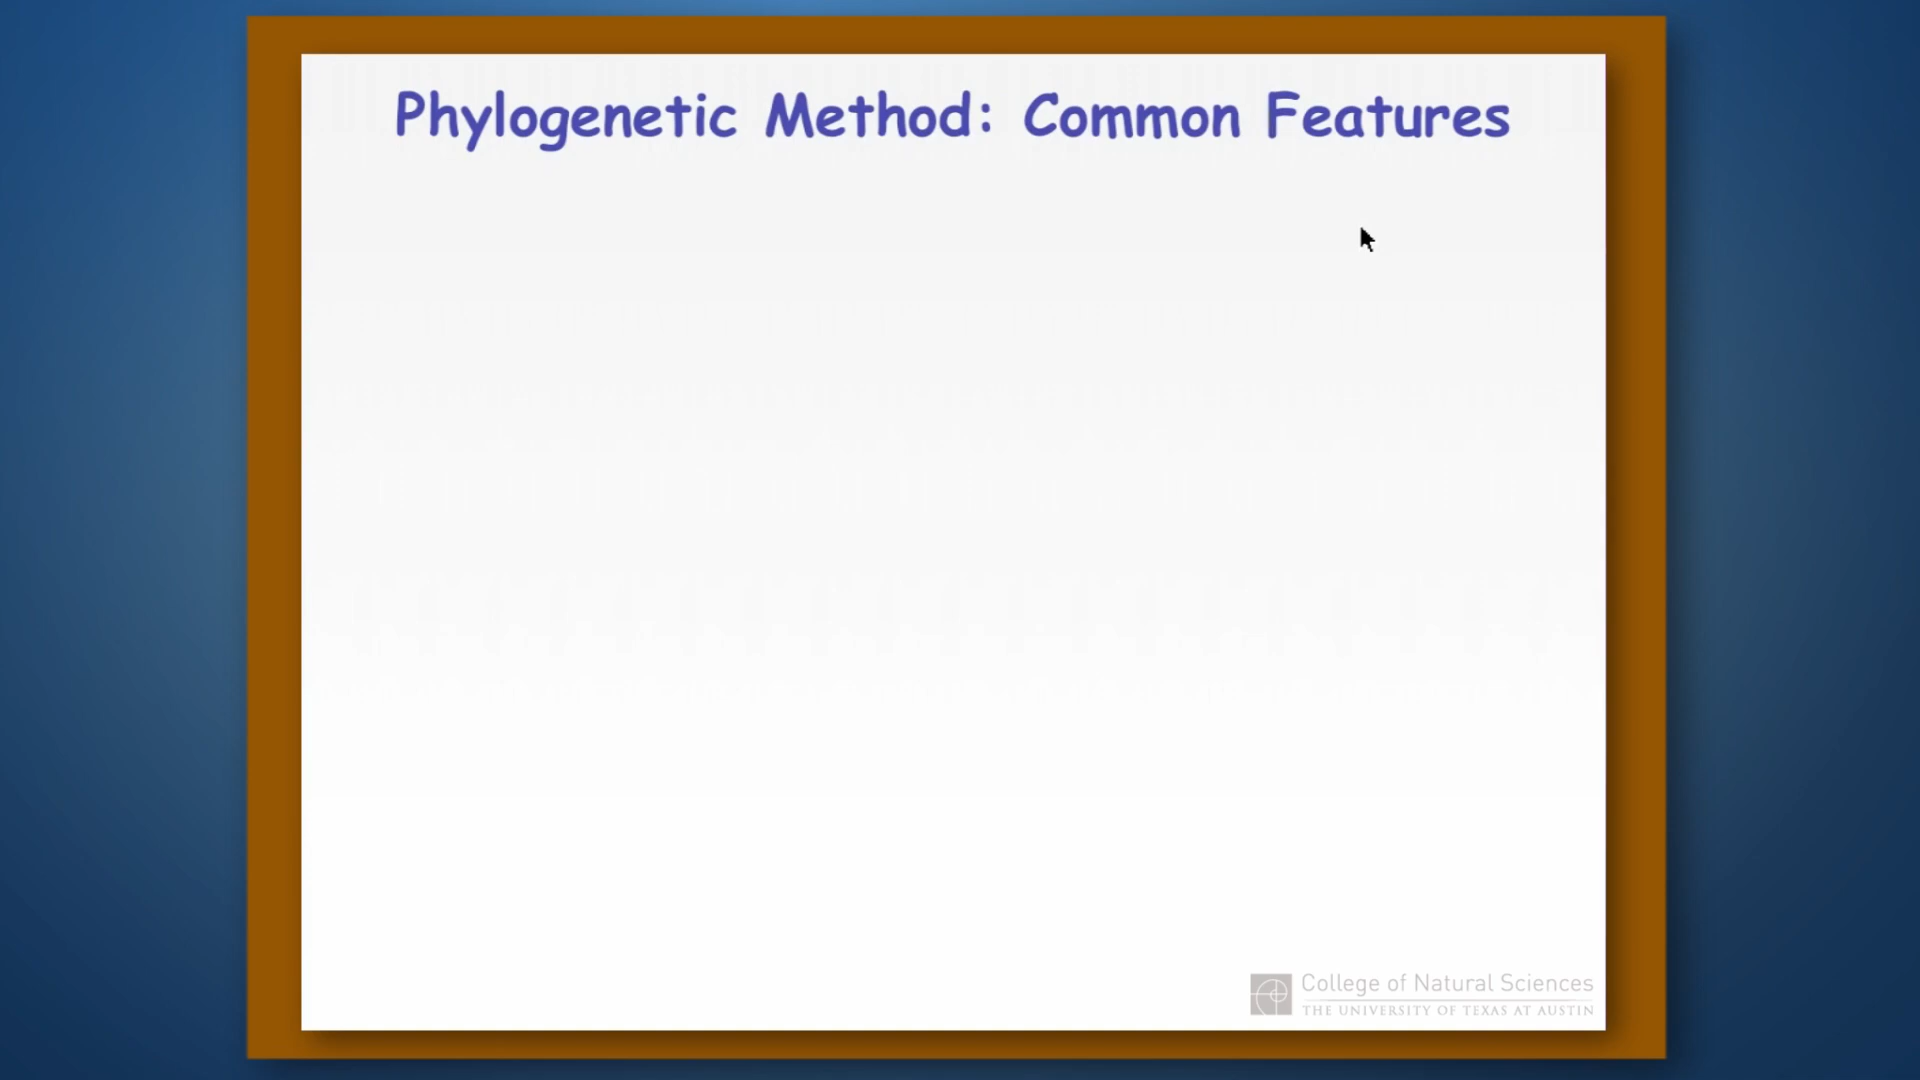 Phylogenetic Method: Common Features
College of Natural Sciences
THE UNIVERSITY OF TEXAS AT AUSTIN